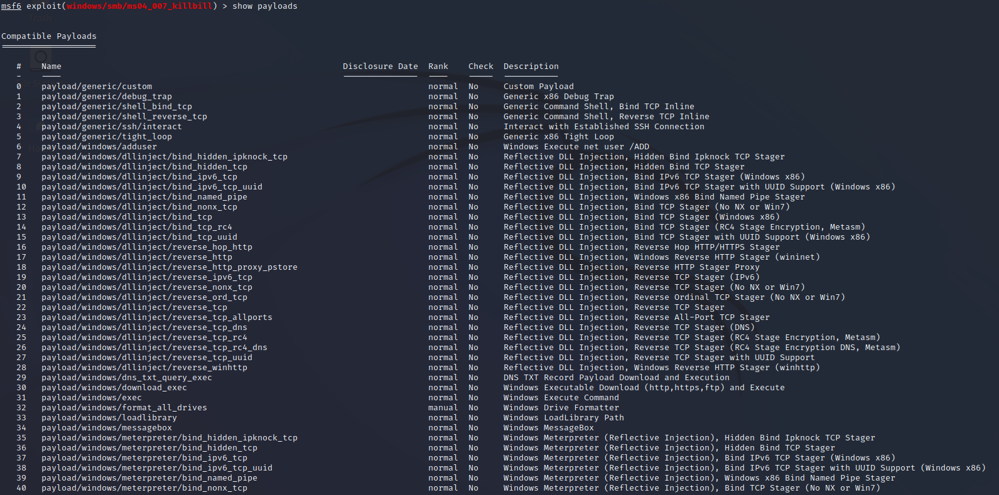 msf6 exploit(windows/smb/ms04_007_killbill) > show payloads
Compatible Payloads
# Name Disclosure Date Rank Check Description
0 payload/generic/custom normal No Custom Payload
1 payload/generic/debug_trap normal No Generic x86 Debug Trap
2 payload/generic/shell_bind_tcp normal No Generic Command Shell, Bind TCP Inline
3 payload/generic/shell_reverse_tcp normal No Generic Command Shell, Reverse TCP Inline
4 payload/generic/ssh/interact normal No Interact with Established SSH Connection
5 payload/generic/tight_loop normal No Generic x86 Tight Loop
6 payload/windows/adduser normal No Windows Execute net user /ADD
7 payload/windows/dllinject/bind_hidden_ipknock_tcp normal No Reflective DLL Injection, Hidden Bind Ipknock TCP Stager
8 payload/windows/dllinject/bind_hidden_tcp normal No Reflective DLL Injection, Hidden Bind TCP Stager
9 payload/windows/dllinject/bind_ipv6_tcp normal No Reflective DLL Injection, Bind IPv6 TCP Stager (Windows x86)
10 payload/windows/dllinject/bind_ipv6_tcp_uuid normal No Reflective DLL Injection, Bind IPv6 TCP Stager with UUID Support (Windows x86)
11 payload/windows/dllinject/bind_named_pipe normal No Reflective DLL Injection, Windows x86 Bind Named Pipe Stager
12 payload/windows/dllinject/bind_nonx_tcp normal No Reflective DLL Injection, Bind TCP Stager (No NX or Win7)
13 payload/windows/dllinject/bind_tcp normal No Reflective DLL Injection, Bind TCP Stager (Windows x86)
14 payload/windows/dllinject/bind_tcp_rc4 normal No Reflective DLL Injection, Bind TCP Stager (RC4 Stage Encryption, Metasm)
15 payload/windows/dllinject/bind_tcp_uuid normal No Reflective DLL Injection, Bind TCP Stager with UUID Support (Windows x86)
16 payload/windows/dllinject/reverse_hop_http normal No Reflective DLL Injection, Reverse Hop HTTP/HTTPS Stager
17 payload/windows/dllinject/reverse_http normal No Reflective DLL Injection, Windows Reverse HTTP Stager (wininet)
18 payload/windows/dllinject/reverse_http_proxy_pstore normal No Reflective DLL Injection, Reverse HTTP Stager Proxy
19 payload/windows/dllinject/reverse_ipv6_tcp normal No Reflective DLL Injection, Reverse TCP Stager (IPv6)
20 payload/windows/dllinject/reverse_nonx_tcp normal No Reflective DLL Injection, Reverse TCP Stager (No NX or Win7)
21 payload/windows/dllinject/reverse_ord_tcp normal No Reflective DLL Injection, Reverse Ordinal TCP Stager (No NX or Win7)
22 payload/windows/dllinject/reverse_tcp normal No Reflective DLL Injection, Reverse TCP Stager
23 payload/windows/dllinject/reverse_tcp_allports normal No Reflective DLL Injection, Reverse All-Port TCP Stager
24 payload/windows/dllinject/reverse_tcp_dns normal No Reflective DLL Injection, Reverse TCP Stager (DNS)
25 payload/windows/dllinject/reverse_tcp_rc4 normal No Reflective DLL Injection, Reverse TCP Stager (RC4 Stage Encryption, Metasm)
26 payload/windows/dllinject/reverse_tcp_rc4_dns normal No Reflective DLL Injection, Reverse TCP Stager (RC4 Stage Encryption DNS, Metasm)
27 payload/windows/dllinject/reverse_tcp_uuid normal No Reflective DLL Injection, Reverse TCP Stager with UUID Support
28 payload/windows/dllinject/reverse_winhttp normal No Reflective DLL Injection, Windows Reverse HTTP Stager (winhttp)
29 payload/windows/dns_txt_query_exec normal No DNS TXT Record Payload Download and Execution
30 payload/windows/download_exec normal No Windows Executable Download (http,https,ftp) and Execute
31 payload/windows/exec normal No Windows Execute Command
32 payload/windows/format_all_drives manual No Windows Drive Formatter
33 payload/windows/loadlibrary normal No Windows LoadLibrary Path
34 payload/windows/messagebox normal No Windows MessageBox
35 payload/windows/meterpreter/bind_hidden_ipknock_tcp normal No Windows Meterpreter (Reflective Injection), Hidden Bind Ipknock TCP Stager
36 payload/windows/meterpreter/bind_hidden_tcp normal No Windows Meterpreter (Reflective Injection), Hidden Bind TCP Stager
37 payload/windows/meterpreter/bind_ipv6_tcp normal No Windows Meterpreter (Reflective Injection), Bind IPv6 TCP Stager (Windows x86)
38 payload/windows/meterpreter/bind_ipv6_tcp_uuid normal No Windows Meterpreter (Reflective Injection), Bind IPv6 TCP Stager with UUID Support (Windows x86)
39 payload/windows/meterpreter/bind_named_pipe normal No Windows Meterpreter (Reflective Injection), Windows x86 Bind Named Pipe Stager
40 payload/windows/meterpreter/bind_nonx_tcp normal No Windows Meterpreter (Reflective Injection), Bind TCP Stager (No NX or Win7)